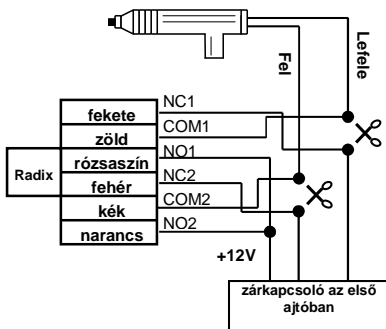 Fel
Lefele
fekete
NC1
zöld
COM1
rózsaszín
NO1
Radix
fehér
NC2
kék
COM2
narancs
NO2
+12V
zárkapcsoló az első
ajtóban